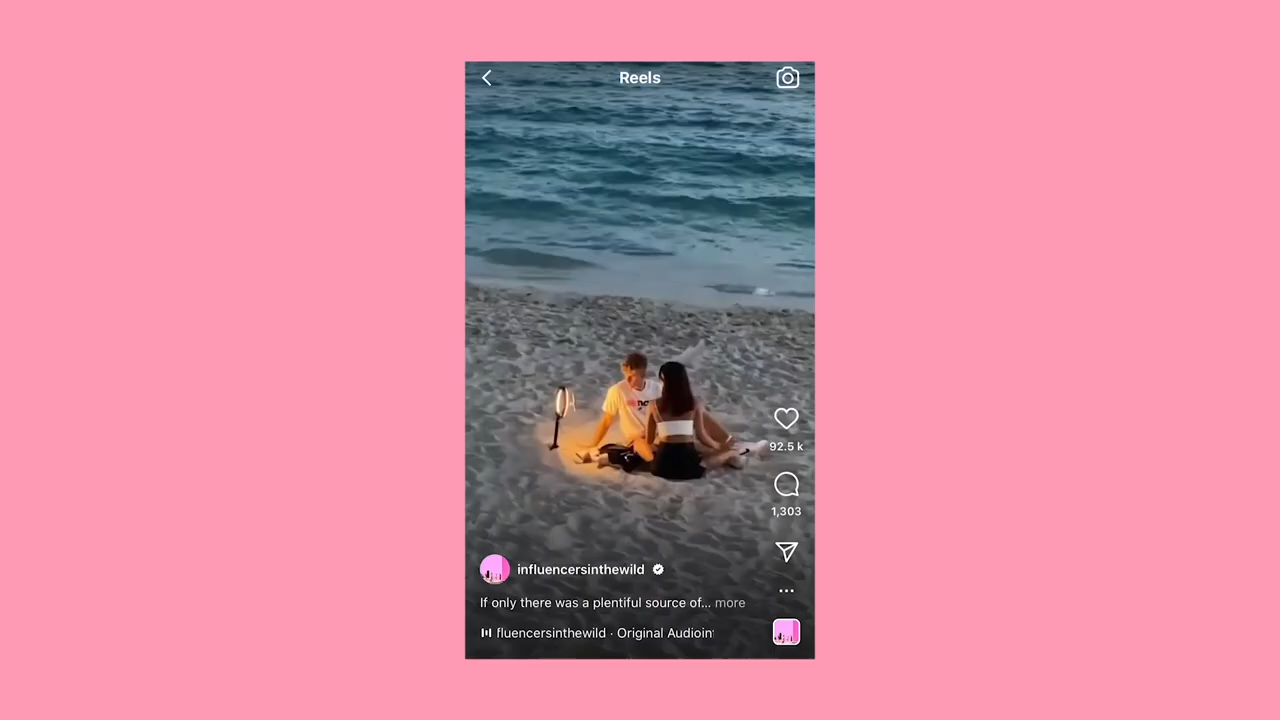 Reels
92.5 k
1,303
influencersinthewild
If only there was a plentiful source of... more
fluencersinthewild · Original Audioin